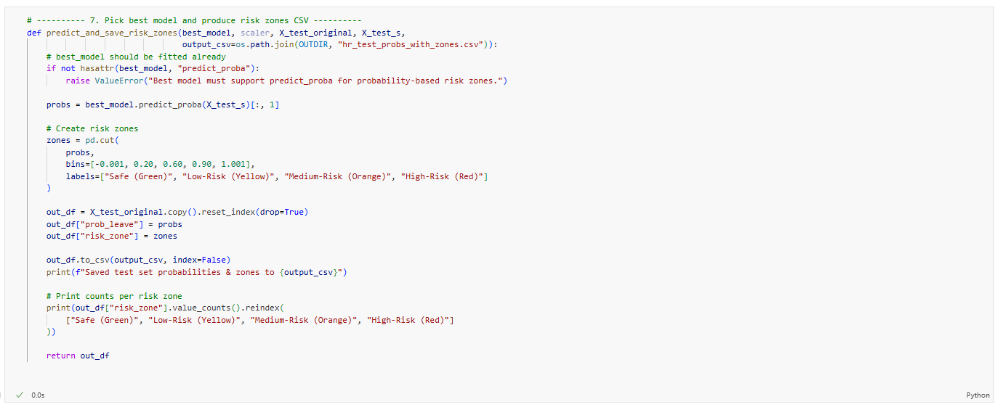 # ---------- 7. Pick best model and produce risk zones CSV ----------
def predict_and_save_risk_zones(best_model, scaler, X_test_original, X_test_s,
                                output_csv=os.path.join(OUTDIR, "hr_test_probs_with_zones.csv")):
    # best_model should be fitted already
    if not hasattr(best_model, "predict_proba"):
        raise ValueError("Best model must support predict_proba for probability-based risk zones.")

    probs = best_model.predict_proba(X_test_s)[:, 1]

    # Create risk zones
    zones = pd.cut(
        probs,
        bins=[-0.001, 0.20, 0.60, 0.90, 1.001],
        labels=["Safe (Green)", "Low-Risk (Yellow)", "Medium-Risk (Orange)", "High-Risk (Red)"]
    )

    out_df = X_test_original.copy().reset_index(drop=True)
    out_df["prob_leave"] = probs
    out_df["risk_zone"] = zones

    out_df.to_csv(output_csv, index=False)
    print(f"Saved test set probabilities & zones to {output_csv}")

    # Print counts per risk zone
    print(out_df["risk_zone"].value_counts().reindex(
        ["Safe (Green)", "Low-Risk (Yellow)", "Medium-Risk (Orange)", "High-Risk (Red)"]
    ))

    return out_df
0.0s
Python